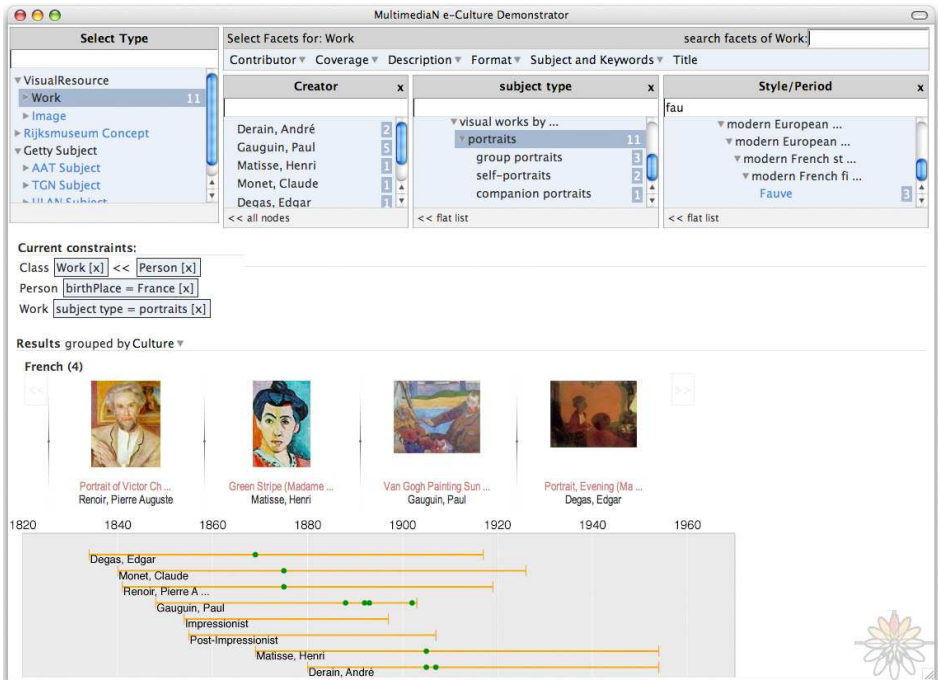 MultimediaN e-Culture Demonstrator
Select Type
VisualResource
Work 11
Image
Rijksmuseum Concept
Getty Subject
AAT Subject
TGN Subject
ULAN Subject
Select Facets for: Work
search facets of Work:
Contributor Coverage Description Format Subject and Keywords Title
Creator x
Derain, André 2
Gauguin, Paul 5
Matisse, Henri 1
Monet, Claude 1
Degas, Edgar 1
<< all nodes
subject type x
visual works by ...
portraits 11
group portraits 3
self-portraits 2
companion portraits 1
<< flat list
Style/Period x
fau
modern European ...
modern European ...
modern French st ...
modern French fi ...
Fauve 3
<< flat list
Current constraints:
Class Work [x] << Person [x]
Person birthPlace = France [x]
Work subject type = portraits [x]
Results grouped by Culture
French (4)
<<
>>
Portrait of Victor Ch ...
Renoir, Pierre Auguste
Green Stripe (Madame ...
Matisse, Henri
Van Gogh Painting Sun ...
Gauguin, Paul
Portrait, Evening (Ma ...
Degas, Edgar
1820 1840 1860 1880 1900 1920 1940 1960
Degas, Edgar
Monet, Claude
Renoir, Pierre A ...
Gauguin, Paul
Impressionist
Post-Impressionist
Matisse, Henri
Derain, André